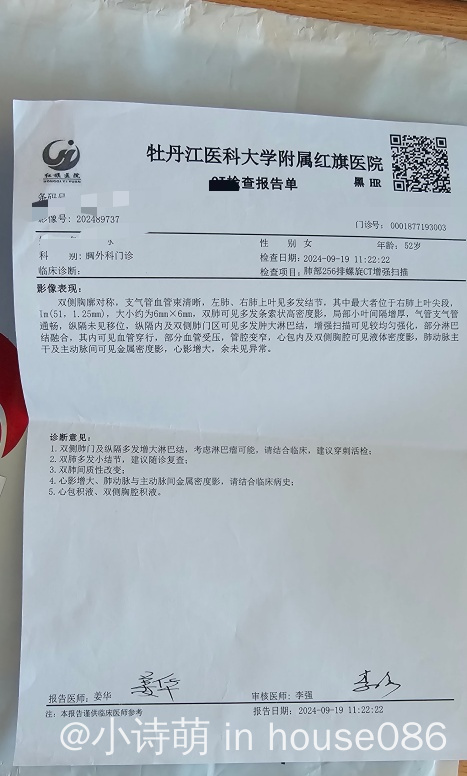 红旗医院
HONGQI YIYUAN
牡丹江医科大学附属红旗医院
检查报告单
黑 HR
影像号: 202489737
门诊号: 0001877193003
性 别 女
年龄: 52岁
科 别: 胸外科门诊
检查日期: 2024-09-19 11:22:22
临床诊断:
检查项目: 肺部256排螺旋CT增强扫描
影像表现:
双侧胸廓对称, 支气管血管束清晰, 左肺、右肺上叶见多发结节, 其中最大者位于右肺上叶尖段,
lm(51, 1.25mm), 大小约为6mm×6mm, 双肺可见多发条索状高密度影, 局部小叶间隔增厚, 气管支气管
通畅, 纵隔未见移位, 纵隔内及双侧肺门区可见多发肿大淋巴结, 增强扫描可见较均匀强化, 部分淋巴
结融合, 其内可见血管穿行, 部分血管受压, 管腔变窄, 心包内及双侧胸腔可见液体密度影, 肺动脉主
干及主动脉间可见金属密度影, 心影增大, 余未见异常。
诊断意见:
1. 双侧肺门及纵隔多发增大淋巴结, 考虑淋巴瘤可能, 请结合临床, 建议穿刺活检;
2. 双肺多发小结节, 建议随诊复查;
3. 双肺间质性改变;
4. 心影增大、肺动脉与主动脉间金属密度影, 请结合临床病史;
5. 心包积液、双侧胸腔积液。
报告医师: 姜华
审核医师: 李强
注: 本报告谨供临床医师参考
报告日期: 2024-09-19 11:22:22
@小诗萌 in house086